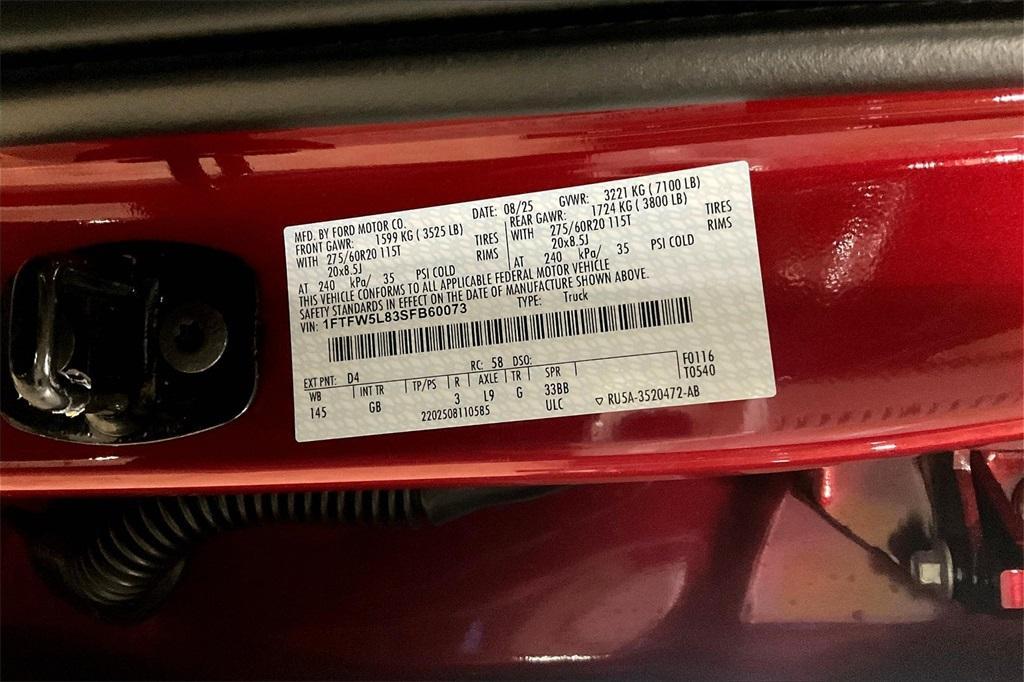 MFD. BY FORD MOTOR CO. DATE: 08/25 GVWR: 3221 KG ( 7100 LB)
FRONT GAWR: 1599 KG ( 3525 LB) REAR GAWR: 1724 KG ( 3800 LB)
WITH 275/60R20 115T TIRES WITH 275/60R20 115T TIRES
20x8.5J RIMS 20x8.5J RIMS
AT 240 kPa/ 35 PSI COLD AT 240 kPa/ 35 PSI COLD
THIS VEHICLE CONFORMS TO ALL APPLICABLE FEDERAL MOTOR VEHICLE
SAFETY STANDARDS IN EFFECT ON THE DATE OF MANUFACTURE SHOWN ABOVE.
VIN: 1FTFW5L83SFB60073 TYPE: Truck
EXT PNT: D4 RC: 58 DSO: F0116
WB INT TR TP/PS R AXLE TR SPR T0540
145 GB 3 L9 G 33BB
2202508110585 ULC ▽ RU5A-3520472-AB